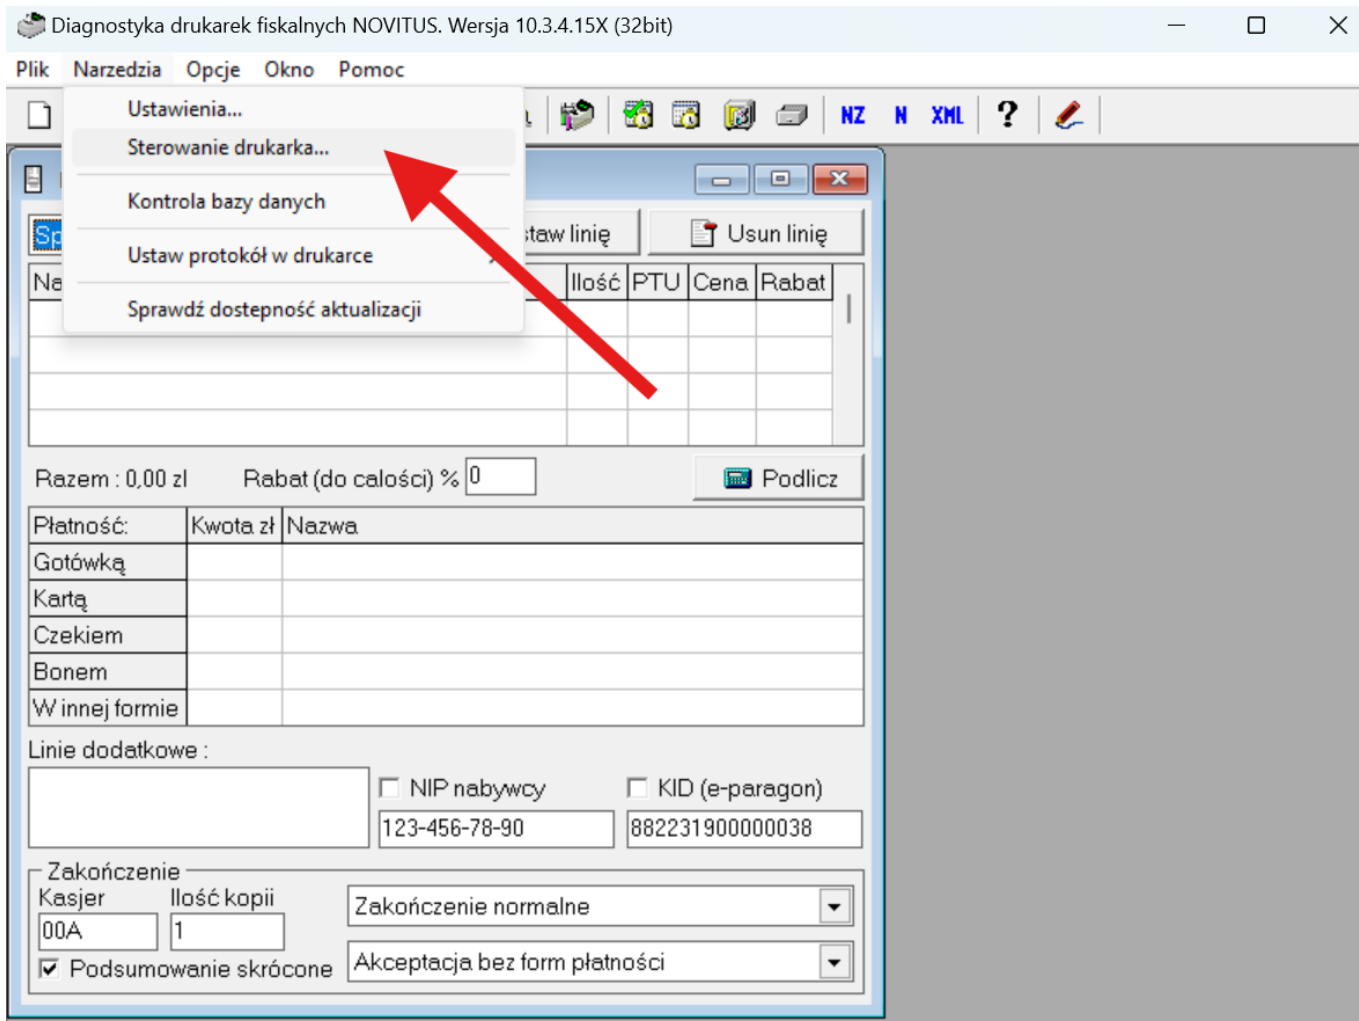 Diagnostyka drukarek fiskalnych NOVITUS. Wersja 10.3.4.15X (32bit)
Plik Narzedzia Opcje Okno Pomoc
NZ N XML ?
Ustawienia...
Sterowanie drukarka...
Kontrola bazy danych
Ustaw protokół w drukarce
Sprawdź dostepność aktualizacji
Usun linię
Ilość PTU Cena Rabat
Razem : 0,00 zl Rabat (do calości) % 0 Podlicz
Płatność: Kwota zł Nazwa
Gotówką
Kartą
Czekiem
Bonem
W innej formie
Linie dodatkowe :
NIP nabywcy KID (e-paragon)
123-456-78-90 882231900000038
Zakończenie
Kasjer Ilość kopii
00A 1
Zakończenie normalne
Podsumowanie skrócone
Akceptacja bez form płatności